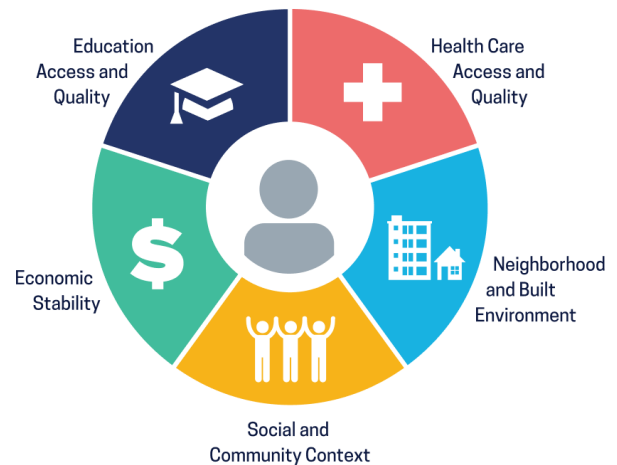 Education
Access and
Quality
Health Care
Access and
Quality
Economic
Stability
$
Neighborhood
and Built
Environment
Social and
Community Context